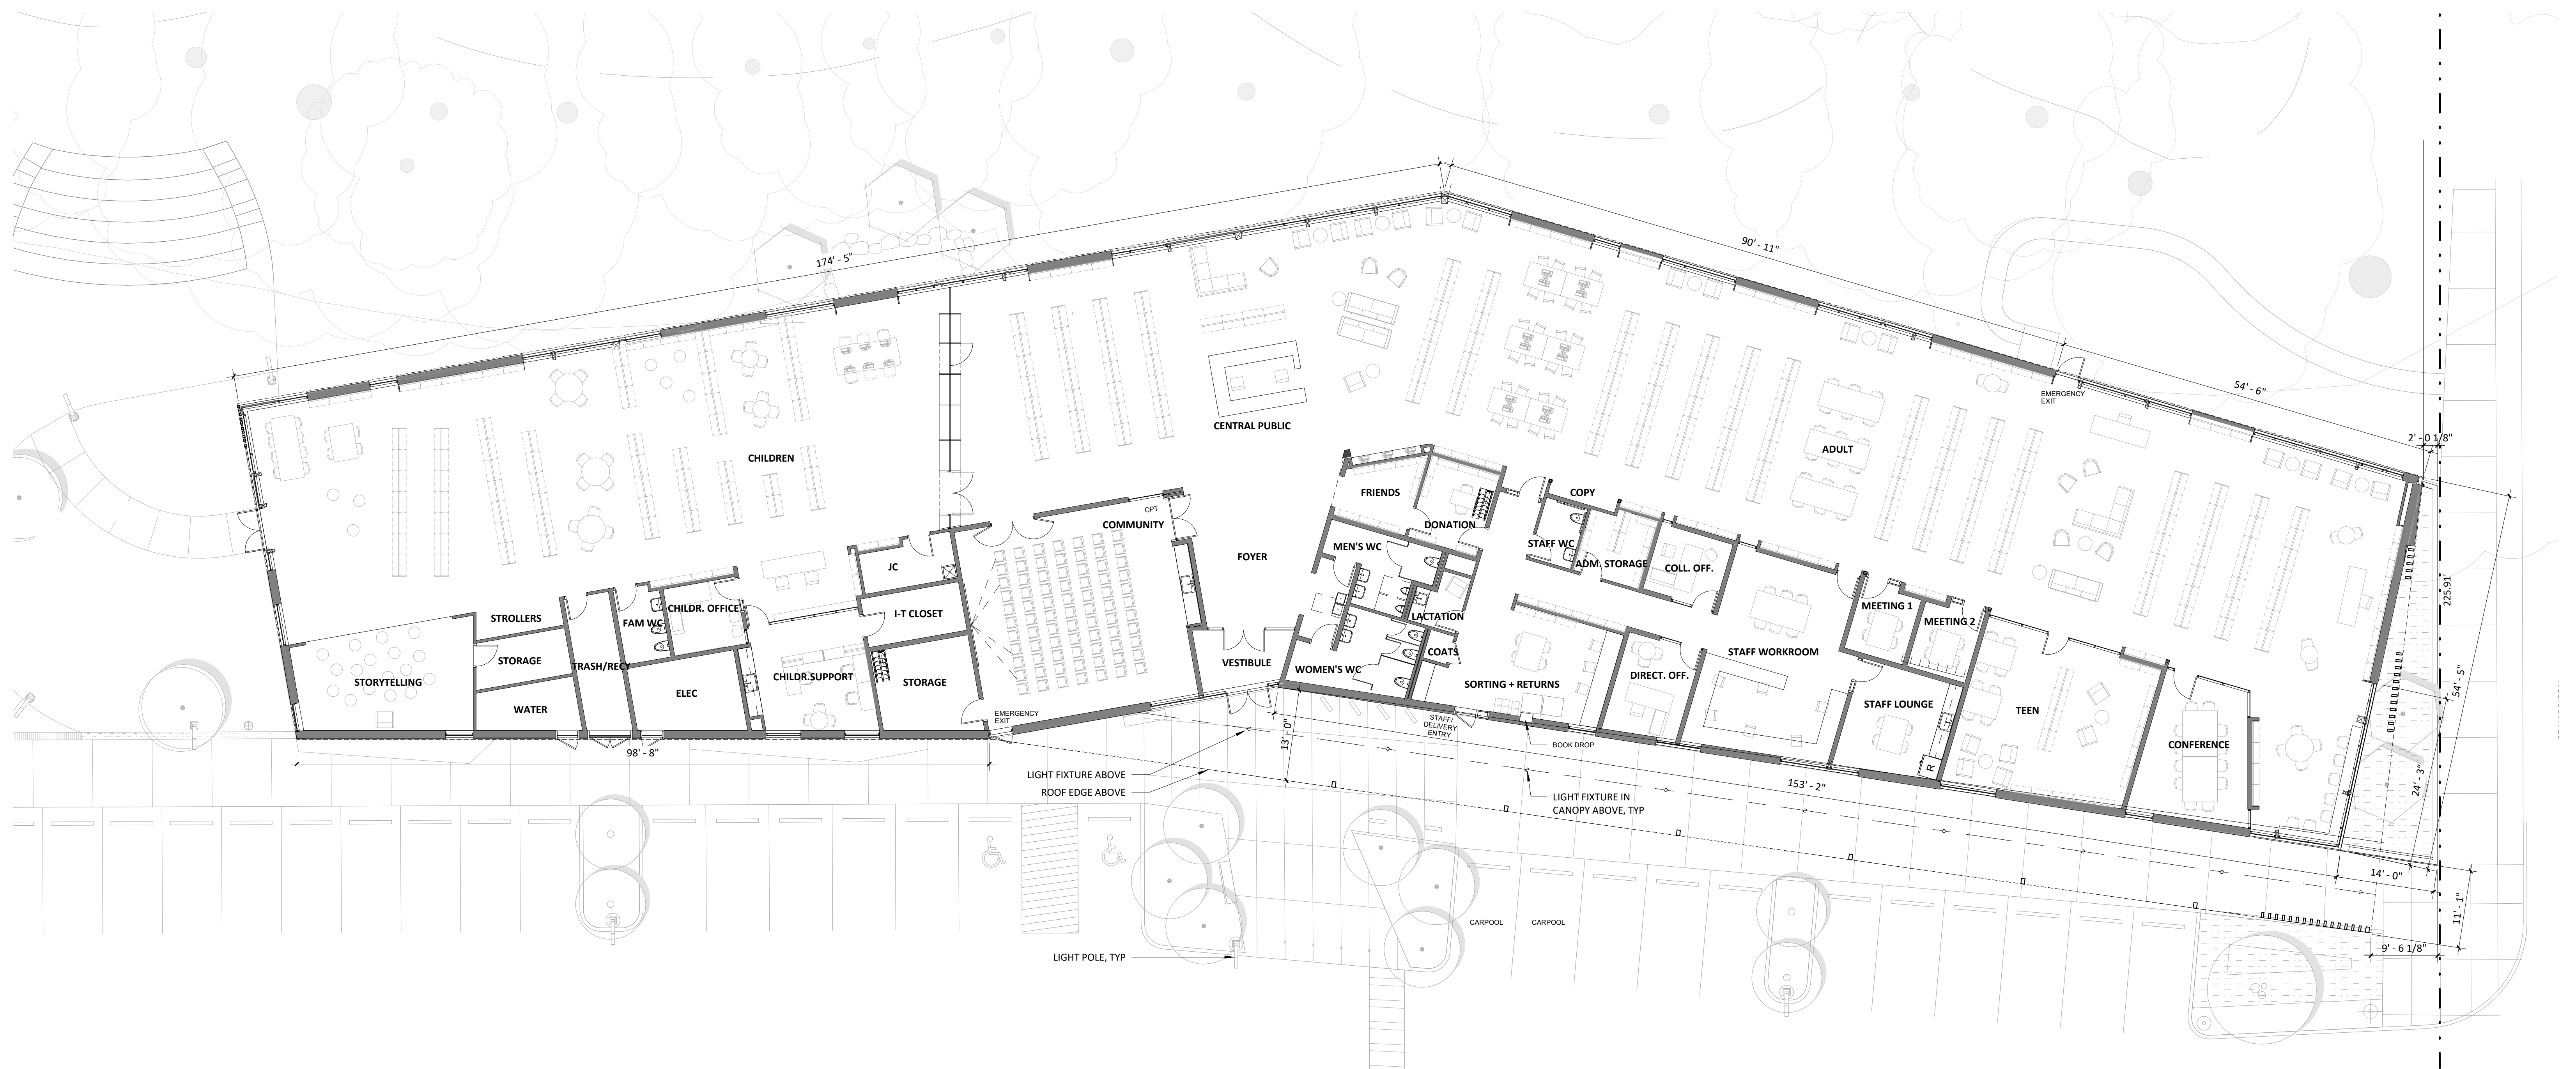 174' - 5"
90' - 11"
54' - 6"
2' - 0 1/8"
EMERGENCY
EXIT
CENTRAL PUBLIC
CHILDREN
ADULT
FRIENDS
COPY
CPT
COMMUNITY
DONATION
FOYER
MEN'S WC
STAFF WC
ADM. STORAGE
COLL. OFF.
JC
I-T CLOSET
CHILDR. OFFICE
STROLLERS
FAM WC
LACTATION
MEETING 1
MEETING 2
225.91'
STORAGE
TRASH/RECY
VESTIBULE
COATS
STAFF WORKROOM
STORYTELLING
ELEC
CHILDR.SUPPORT
STORAGE
WOMEN'S WC
SORTING + RETURNS
DIRECT. OFF.
54' - 5"
WATER
STAFF LOUNGE
TEEN
EMERGENCY
EXIT
STAFF/
DELIVERY
ENTRY
13' - 0"
BOOK DROP
CONFERENCE
98' - 8"
R
LIGHT FIXTURE ABOVE
ROOF EDGE ABOVE
153' - 2"
24' - 3"
LIGHT FIXTURE IN
CANOPY ABOVE, TYP
14' - 0"
11' - 1"
CARPOOL
CARPOOL
9' - 6 1/8"
LIGHT POLE, TYP